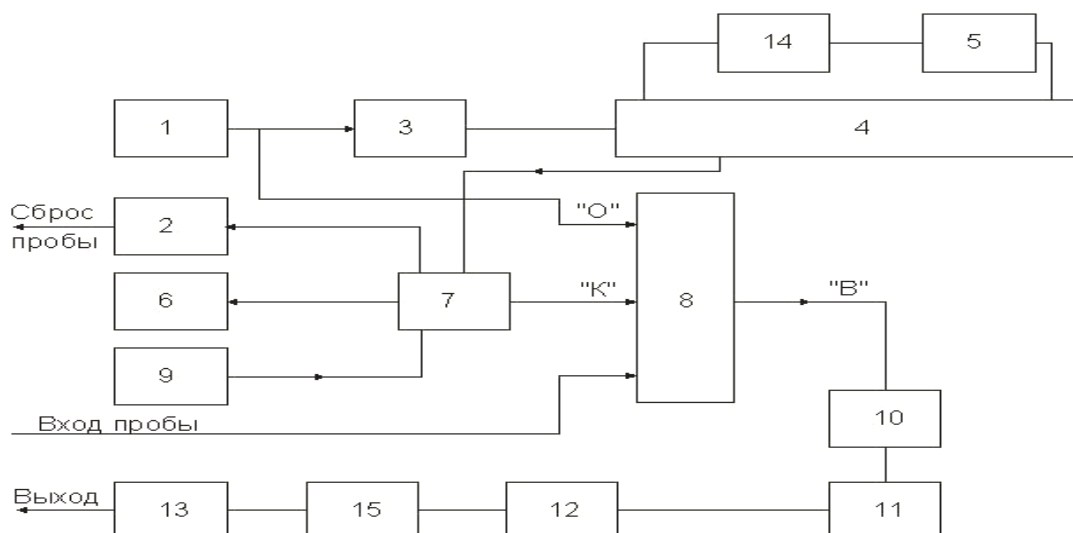 14 5
1 3 4
Сброс пробы
2
"О"
6 7 "К" 8 "В"
9
Вход пробы
10
Выход
13 15 12 11